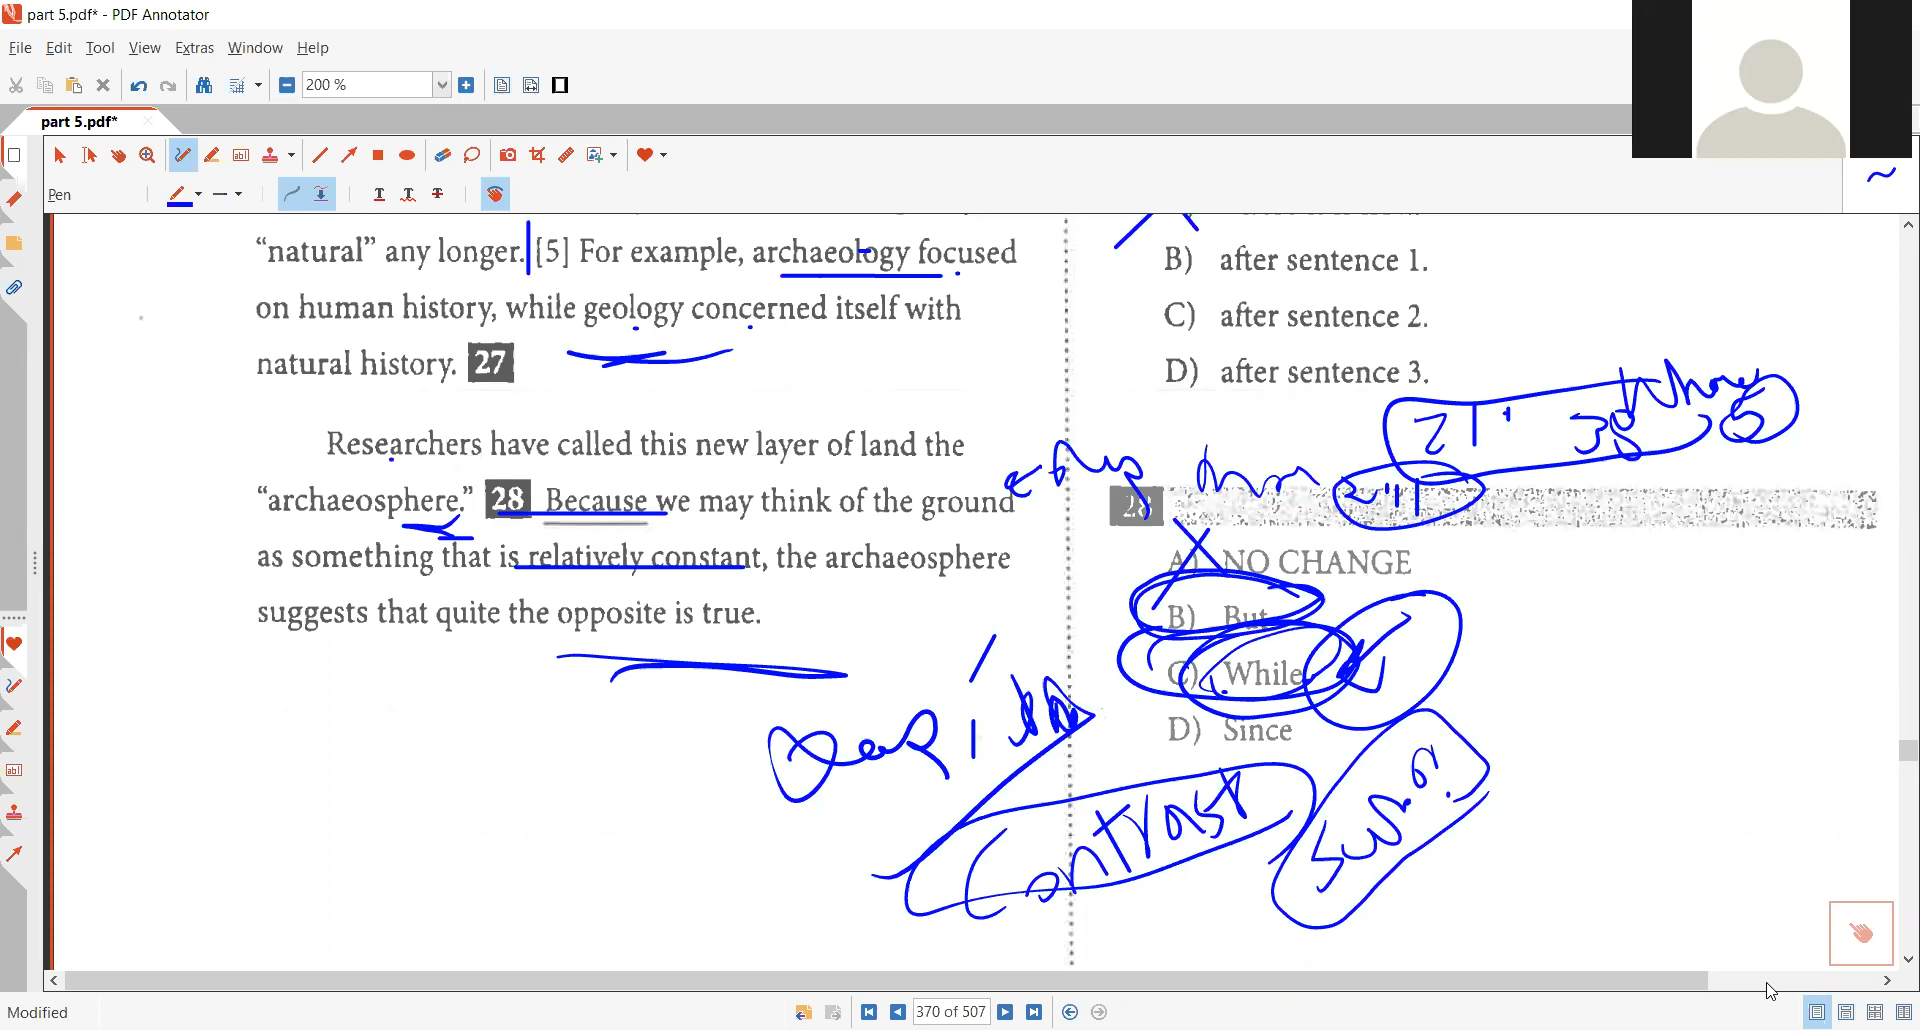 part 5.pdf* - PDF Annotator
File Edit Tool View Extras Window Help
200 %
part 5.pdf*
Pen
“natural” any longer. [5] For example, archaeology focused
on human history, while geology concerned itself with
natural history. 27
Researchers have called this new layer of land the
“archaeosphere.” 28 Because we may think of the ground
as something that is relatively constant, the archaeosphere
suggests that quite the opposite is true.
B) after sentence 1.
C) after sentence 2.
D) after sentence 3.
28
A) NO CHANGE
B) But
C) While
D) Since
Contrast
Modified
370 of 507